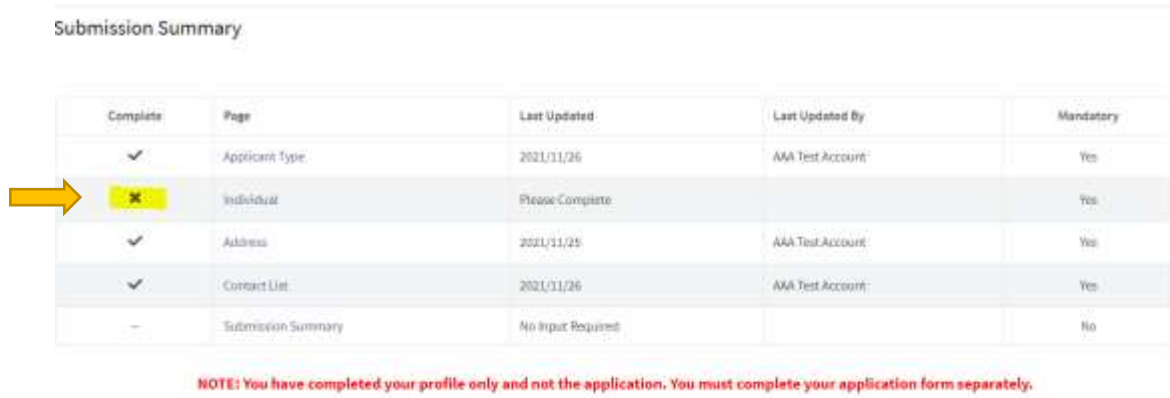 Submission Summary
Complete Page Last Updated Last Updated By Mandatory
✔ Applicant Type 2021/11/26 AAA Test Account Yes
✖ Individual Please Complete Yes
✔ Address 2021/11/25 AAA Test Account Yes
✔ Contact List 2021/11/26 AAA Test Account Yes
-- Submission Summary No Input Required No
NOTE: You have completed your profile only and not the application. You must complete your application form separately.